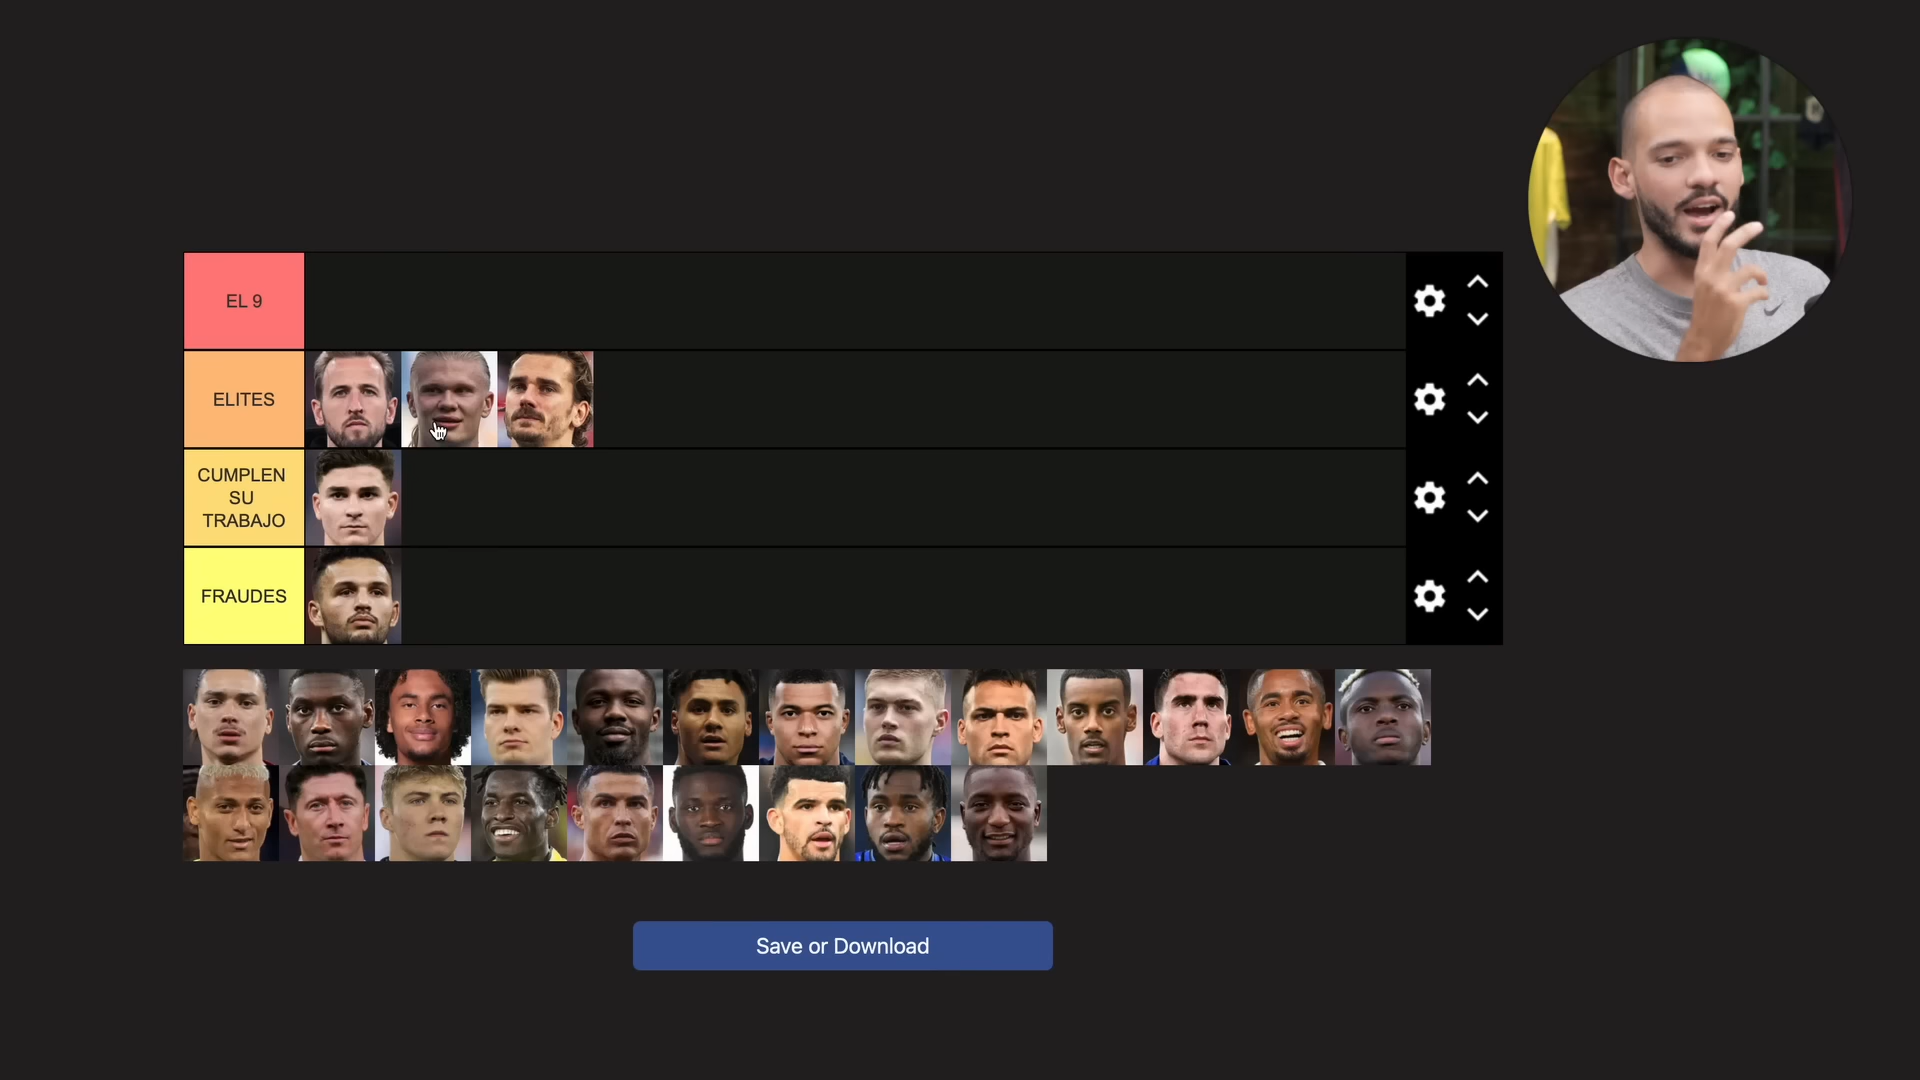 EL 9
ELITES
CUMPLEN
SU
TRABAJO
FRAUDES
Save or Download